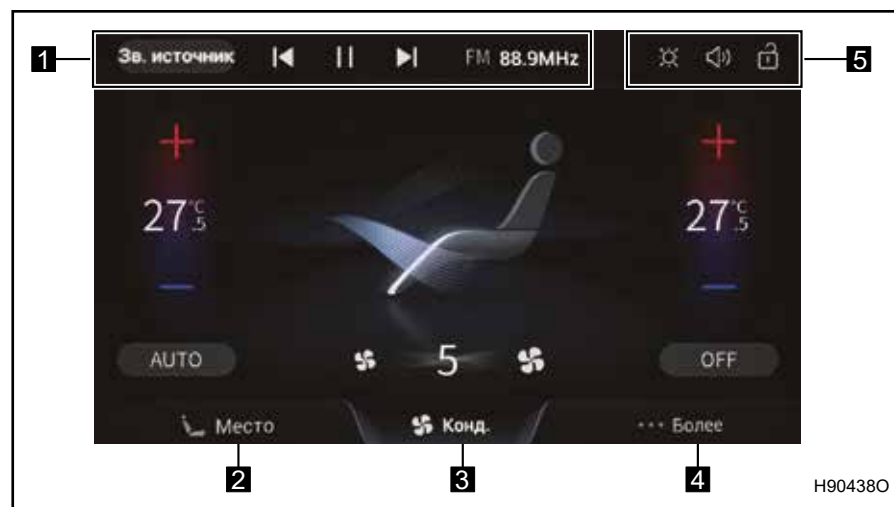 1 Зв. источник FM 88.9MHz 5
27 °C .5 27 °C .5
AUTO 5 OFF
Место Конд. ··· Более
2 3 4
H90438O